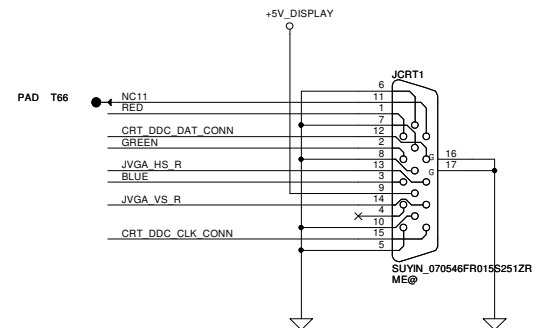 +5V_DISPLAY
JCRT1
6
PAD T66
NC11
11
RED
1
7
CRT_DDC_DAT_CONN
12
GREEN
2
8
G
16
JVGA_HS_R
13
G
17
BLUE
3
9
JVGA_VS_R
14
4
10
CRT_DDC_CLK_CONN
15
5
SUYIN_070546FR015S251ZR
ME@